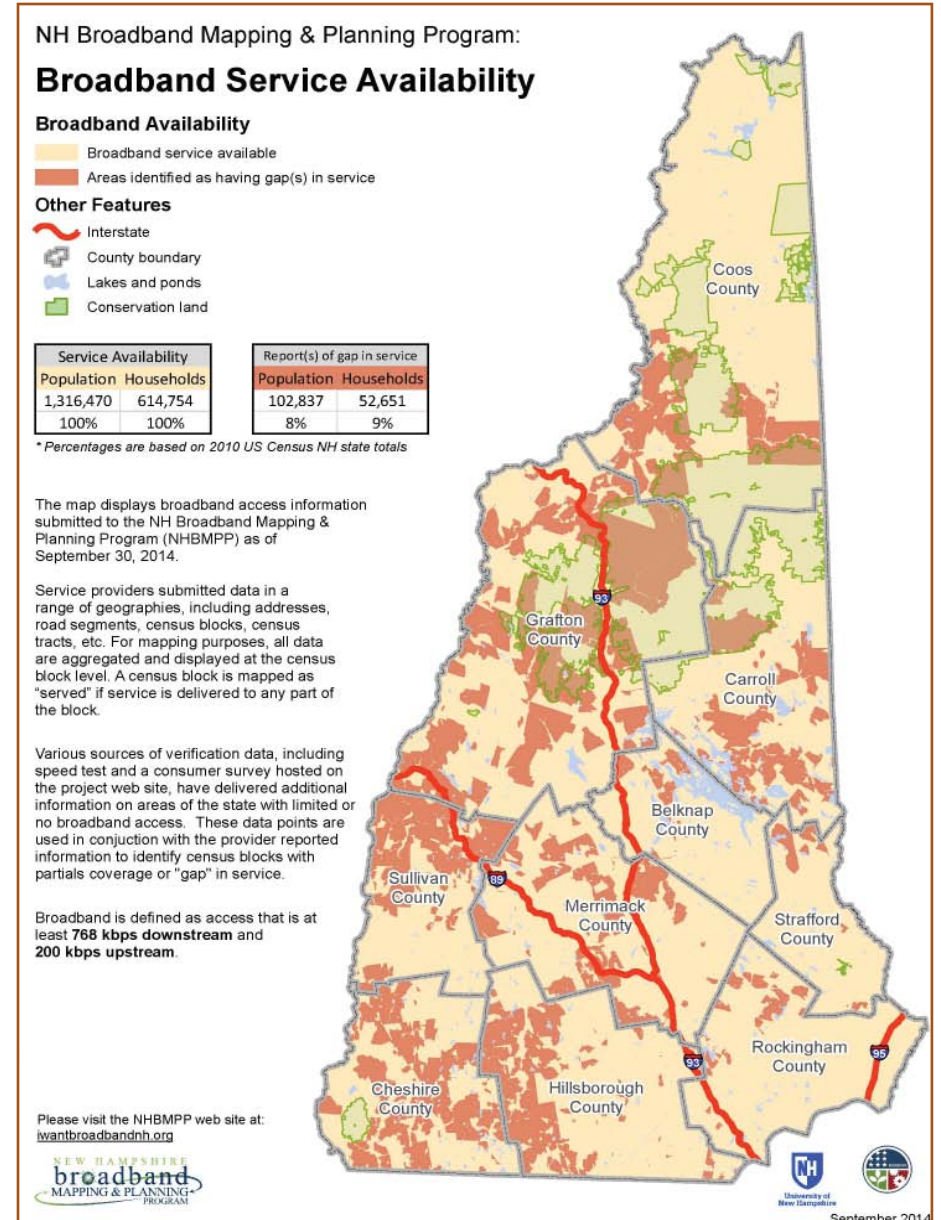 NH Broadband Mapping & Planning Program:
Broadband Service Availability
Broadband Availability
Broadband service available
Areas identified as having gap(s) in service
Other Features
Interstate
County boundary
Lakes and ponds
Conservation land
Service Availability
Population Households
1,316,470 614,754
100% 100%
Report(s) of gap in service
Population Households
102,837 52,651
8% 9%
* Percentages are based on 2010 US Census NH state totals
The map displays broadband access information
submitted to the NH Broadband Mapping &
Planning Program (NHBMPP) as of
September 30, 2014.
Service providers submitted data in a
range of geographies, including addresses,
road segments, census blocks, census
tracts, etc. For mapping purposes, all data
are aggregated and displayed at the census
block level. A census block is mapped as
“served” if service is delivered to any part of
the block.
Various sources of verification data, including
speed test and a consumer survey hosted on
the project web site, have delivered additional
information on areas of the state with limited or
no broadband access. These data points are
used in conjuction with the provider reported
information to identify census blocks with
partials coverage or "gap" in service.
Broadband is defined as access that is at
least 768 kbps downstream and
200 kbps upstream.
Please visit the NHBMPP web site at:
iwantbroadbandnh.org
NEW HAMPSHIRE
broadband
MAPPING & PLANNING
PROGRAM
Coos
County
93
Grafton
County
Carroll
County
Belknap
County
Sullivan
County
89
Merrimack
County
Strafford
County
Rockingham
County
95
93
Cheshire
County
Hillsborough
County
NH
University of
New Hampshire
September 2014